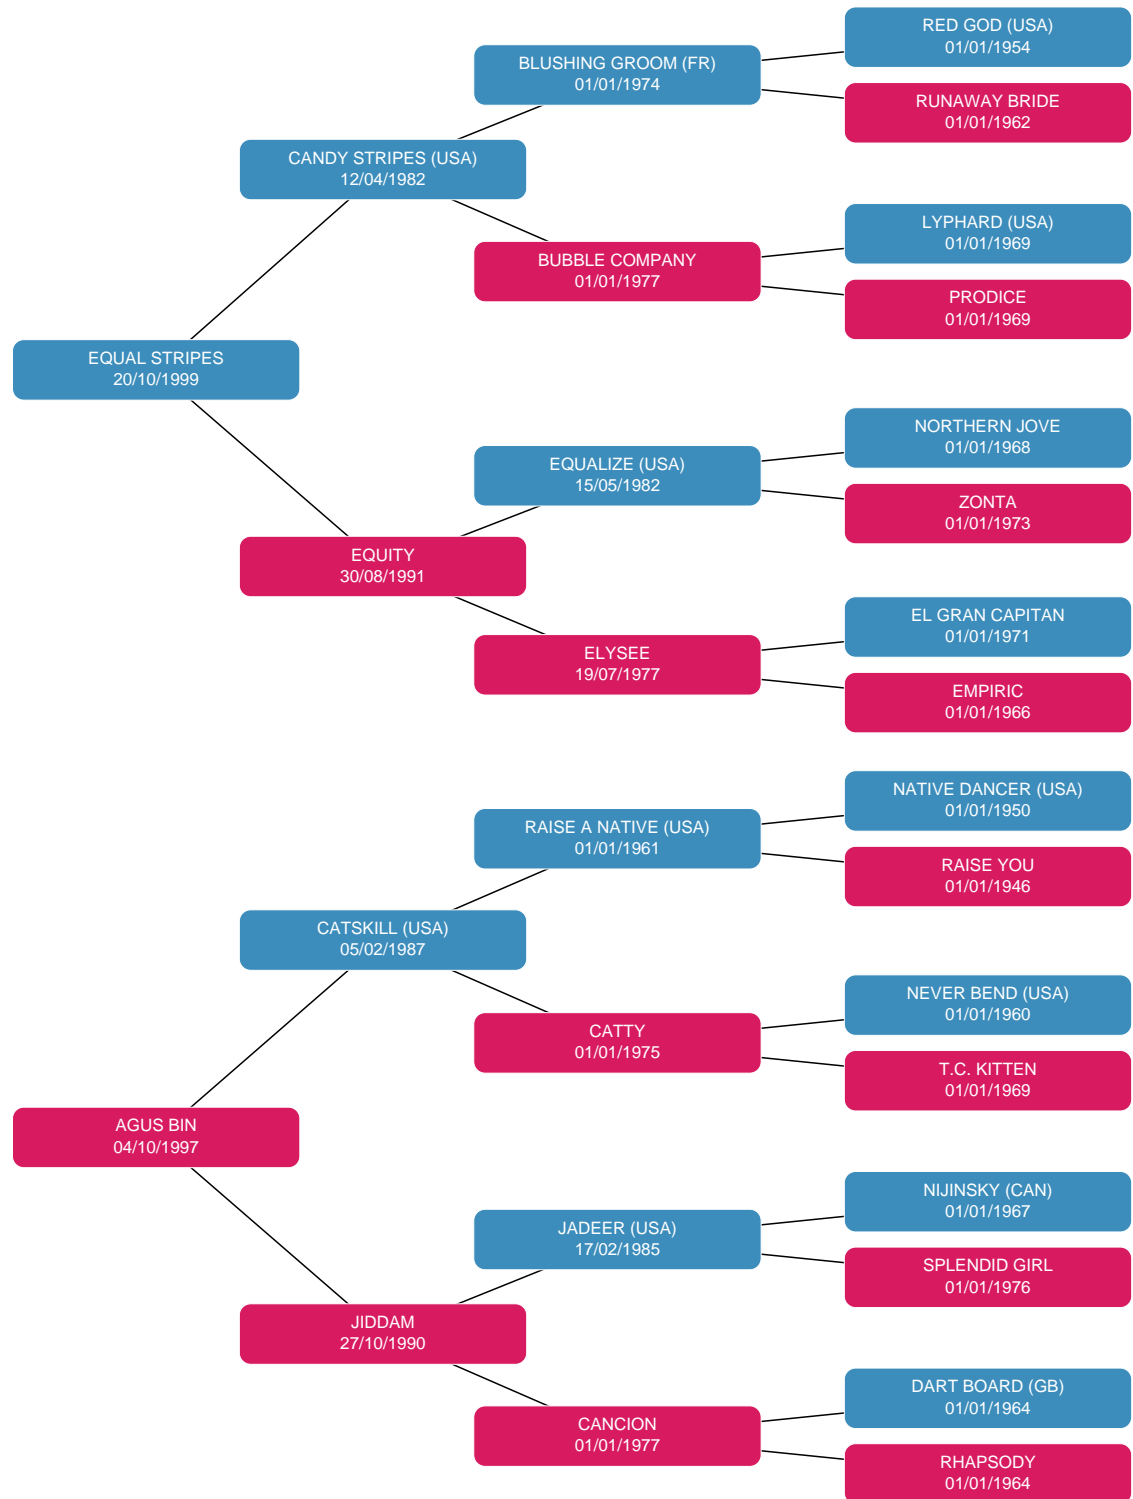 RED GOD (USA)
01/01/1954
BLUSHING GROOM (FR)
01/01/1974
RUNAWAY BRIDE
01/01/1962
CANDY STRIPES (USA)
12/04/1982
LYPHARD (USA)
01/01/1969
BUBBLE COMPANY
01/01/1977
PRODICE
01/01/1969
EQUAL STRIPES
20/10/1999
NORTHERN JOVE
01/01/1968
EQUALIZE (USA)
15/05/1982
ZONTA
01/01/1973
EQUITY
30/08/1991
EL GRAN CAPITAN
01/01/1971
ELYSEE
19/07/1977
EMPIRIC
01/01/1966
NATIVE DANCER (USA)
01/01/1950
RAISE A NATIVE (USA)
01/01/1961
RAISE YOU
01/01/1946
CATSKILL (USA)
05/02/1987
NEVER BEND (USA)
01/01/1960
CATTY
01/01/1975
T.C. KITTEN
01/01/1969
AGUS BIN
04/10/1997
NIJINSKY (CAN)
01/01/1967
JADEER (USA)
17/02/1985
SPLENDID GIRL
01/01/1976
JIDDAM
27/10/1990
DART BOARD (GB)
01/01/1964
CANCION
01/01/1977
RHAPSODY
01/01/1964